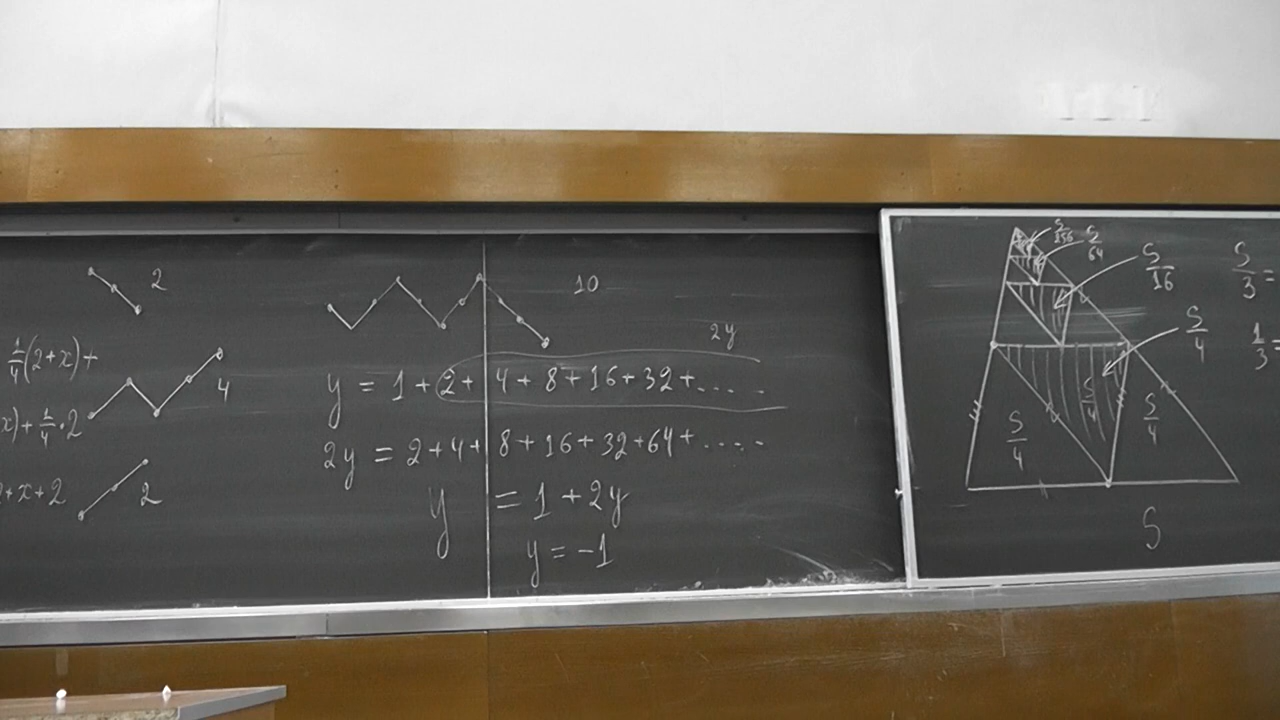 2
1/4(2+x)+
x)+1/4·2
4
2+x+2
2
10
2y
y = 1+2+4+8+16+32+....
2y = 2+4+8+16+32+64+....
y = 1+2y
y = -1
S/256
S/64
S/16
S/4
S/4
S/4
S/4
S
S/3 =
1/3 =